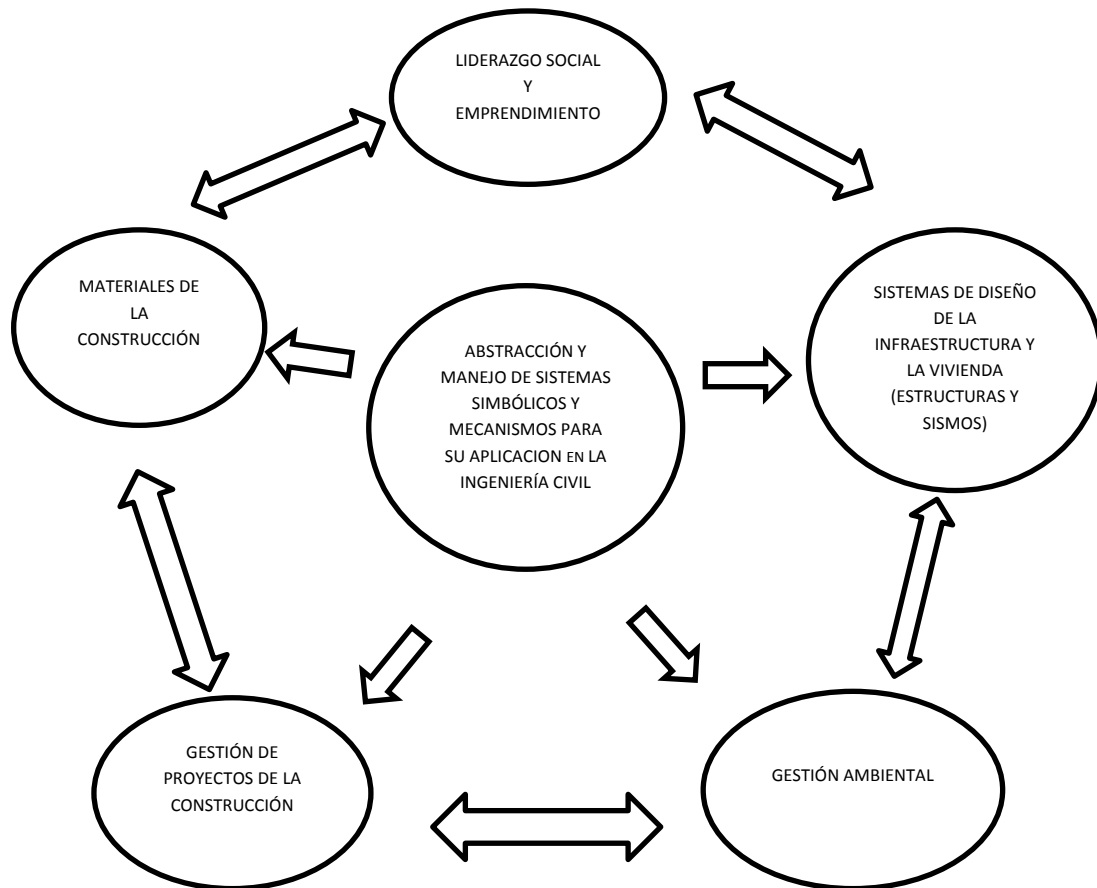 LIDERAZGO SOCIAL
Y
EMPRENDIMIENTO
MATERIALES DE
LA
CONSTRUCCIÓN
ABSTRACCIÓN Y
MANEJO DE SISTEMAS
SIMBÓLICOS Y
MECANISMOS PARA
SU APLICACION EN LA
INGENIERÍA CIVIL
SISTEMAS DE DISEÑO
DE LA
INFRAESTRUCTURA Y
LA VIVIENDA
(ESTRUCTURAS Y
SISMOS)
GESTIÓN DE
PROYECTOS DE LA
CONSTRUCCIÓN
GESTIÓN AMBIENTAL